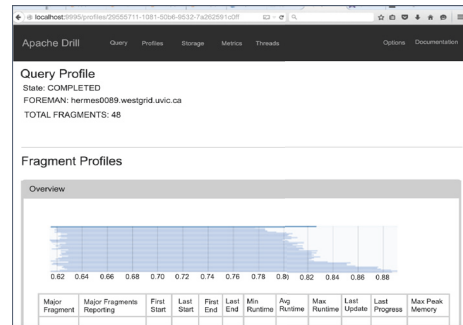 localhost:9995/profiles/29555711-1081-50b6-9532-7a262591c0ff
Apache Drill Query Profiles Storage Metrics Threads Options Documentation
Query Profile
State: COMPLETED
FOREMAN: hermes0089.westgrid.uvic.ca
TOTAL FRAGMENTS: 48
Fragment Profiles
Overview
0.62 0.64 0.66 0.68 0.70 0.72 0.74 0.76 0.78 0.80 0.82 0.84 0.86 0.88
Major Fragment Major Fragments Reporting First Start Last Start First End Last End Min Runtime Avg Runtime Max Runtime Last Update Last Progress Max Peak Memory